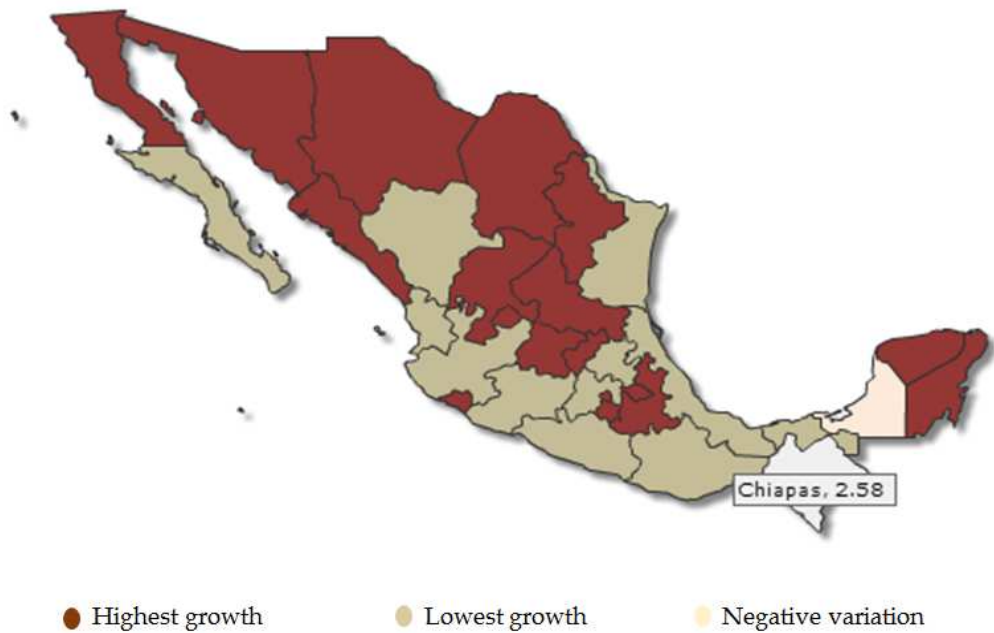 Chiapas, 2.58
Highest growth
Lowest growth
Negative variation